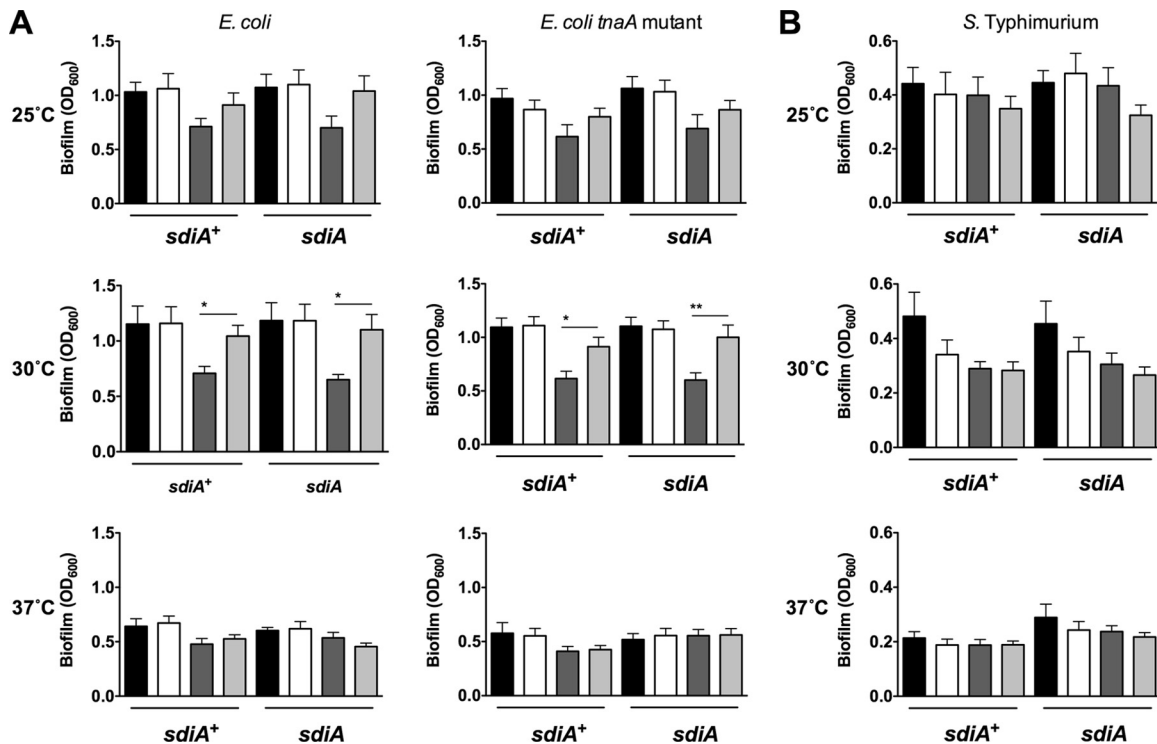 A
E. coli
E. coli tnaA mutant
B
S. Typhimurium
25˚C
Biofilm (OD600)
1.5
1.0
0.5
0.0
sdiA+
sdiA
Biofilm (OD600)
1.5
1.0
0.5
0.0
sdiA+
sdiA
25˚C
Biofilm (OD600)
0.6
0.4
0.2
0.0
sdiA+
sdiA
30˚C
Biofilm (OD600)
1.5
1.0
0.5
0.0
*
*
sdiA+
sdiA
Biofilm (OD600)
1.5
1.0
0.5
0.0
*
**
sdiA+
sdiA
30˚C
Biofilm (OD600)
0.6
0.4
0.2
0.0
sdiA+
sdiA
37˚C
Biofilm (OD600)
1.5
1.0
0.5
0.0
sdiA+
sdiA
Biofilm (OD600)
1.5
1.0
0.5
0.0
sdiA+
sdiA
37˚C
Biofilm (OD600)
0.6
0.4
0.2
0.0
sdiA+
sdiA